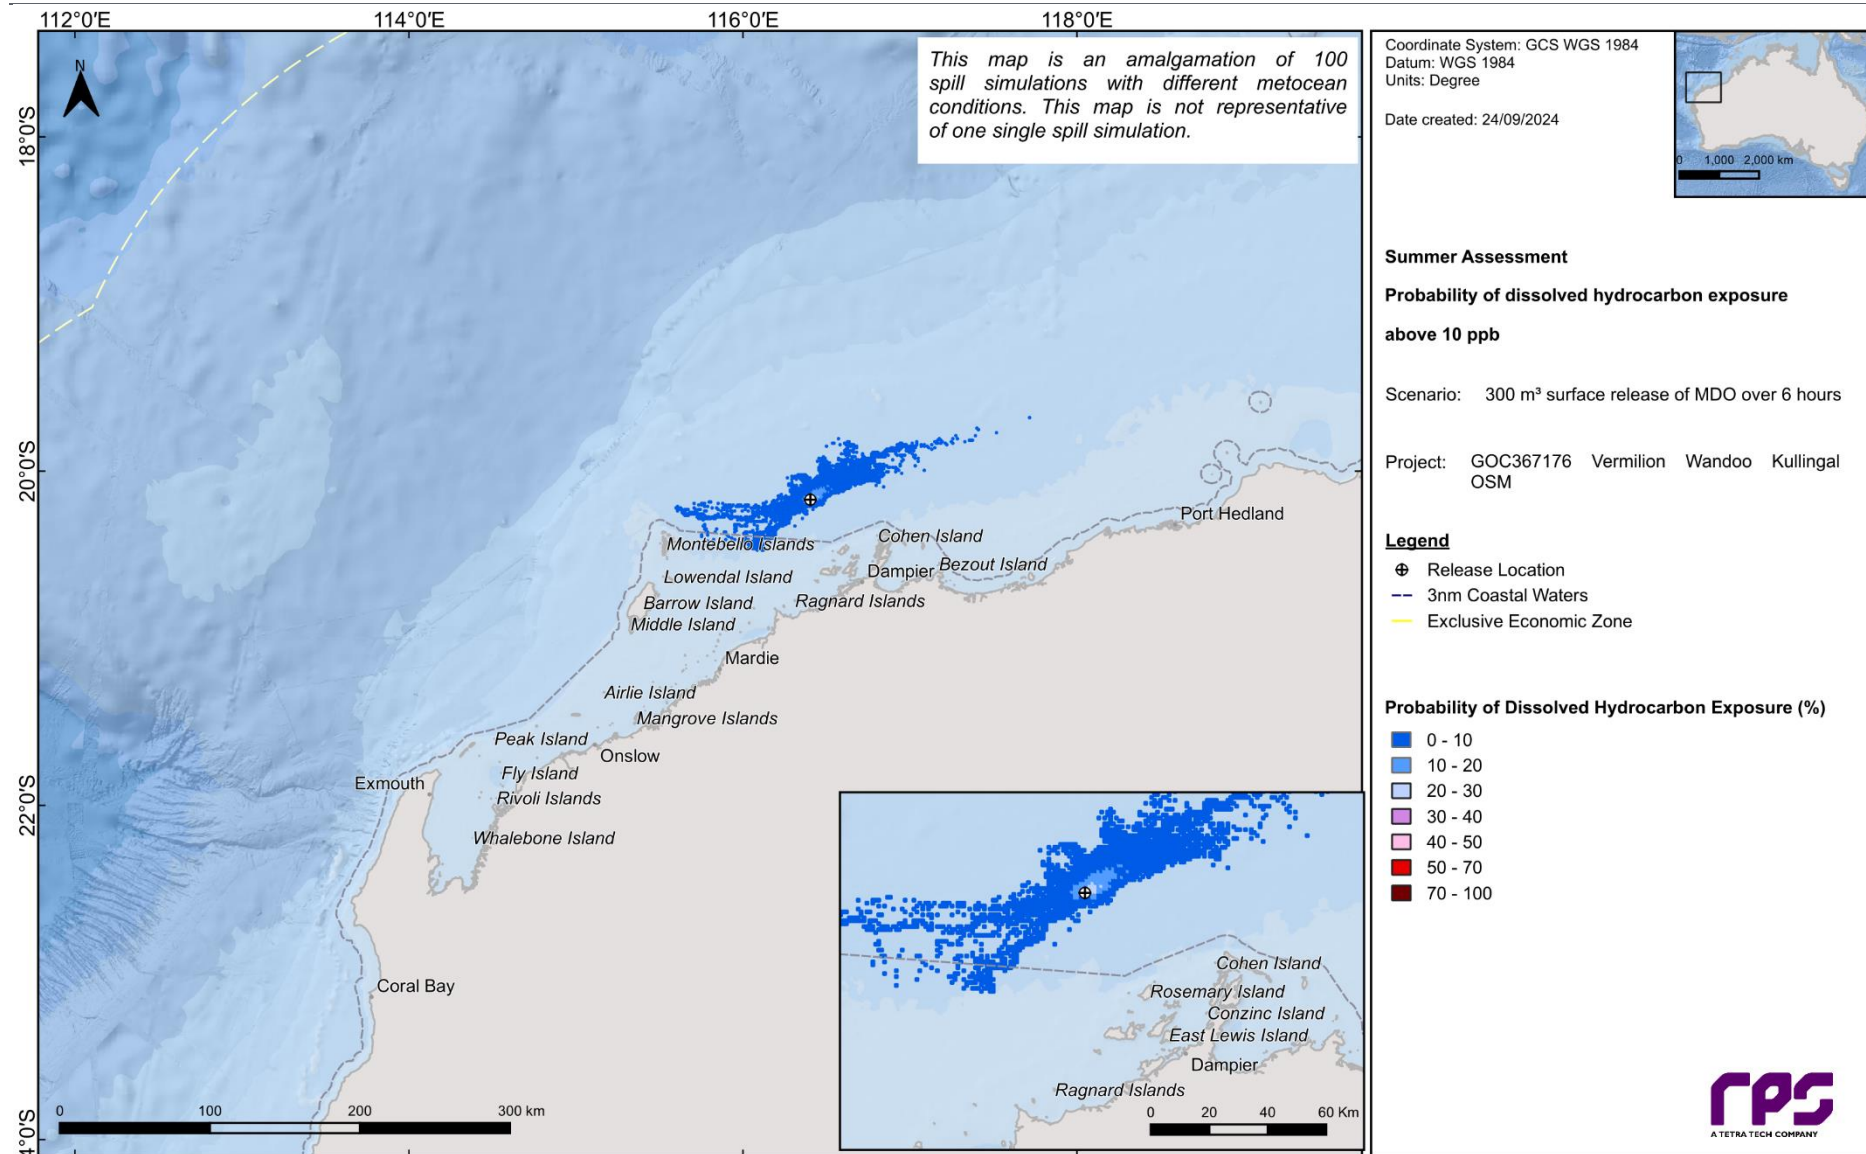 112°0'E
114°0'E
116°0'E
118°0'E
18°0'S
20°0'S
22°0'S
4°0'S
N
This map is an amalgamation of 100
spill simulations with different metocean
conditions. This map is not representative
of one single spill simulation.
Montebello Islands
Cohen Island
Port Hedland
Lowendal Island
Dampier
Bezout Island
Barrow Island
Ragnard Islands
Middle Island
Mardie
Airlie Island
Mangrove Islands
Peak Island
Onslow
Exmouth
Fly Island
Rivoli Islands
Whalebone Island
Coral Bay
0 100 200 300 km
Cohen Island
Rosemary Island
Conzinc Island
East Lewis Island
Dampier
Ragnard Islands
0 20 40 60 Km
Coordinate System: GCS WGS 1984
Datum: WGS 1984
Units: Degree
Date created: 24/09/2024
0 1,000 2,000 km
Summer Assessment
Probability of dissolved hydrocarbon exposure
above 10 ppb
Scenario: 300 m³ surface release of MDO over 6 hours
Project: GOC367176 Vermilion Wandoo Kullingal
OSM
Legend
Release Location
3nm Coastal Waters
Exclusive Economic Zone
Probability of Dissolved Hydrocarbon Exposure (%)
0 - 10
10 - 20
20 - 30
30 - 40
40 - 50
50 - 70
70 - 100
rps
A TETRA TECH COMPANY